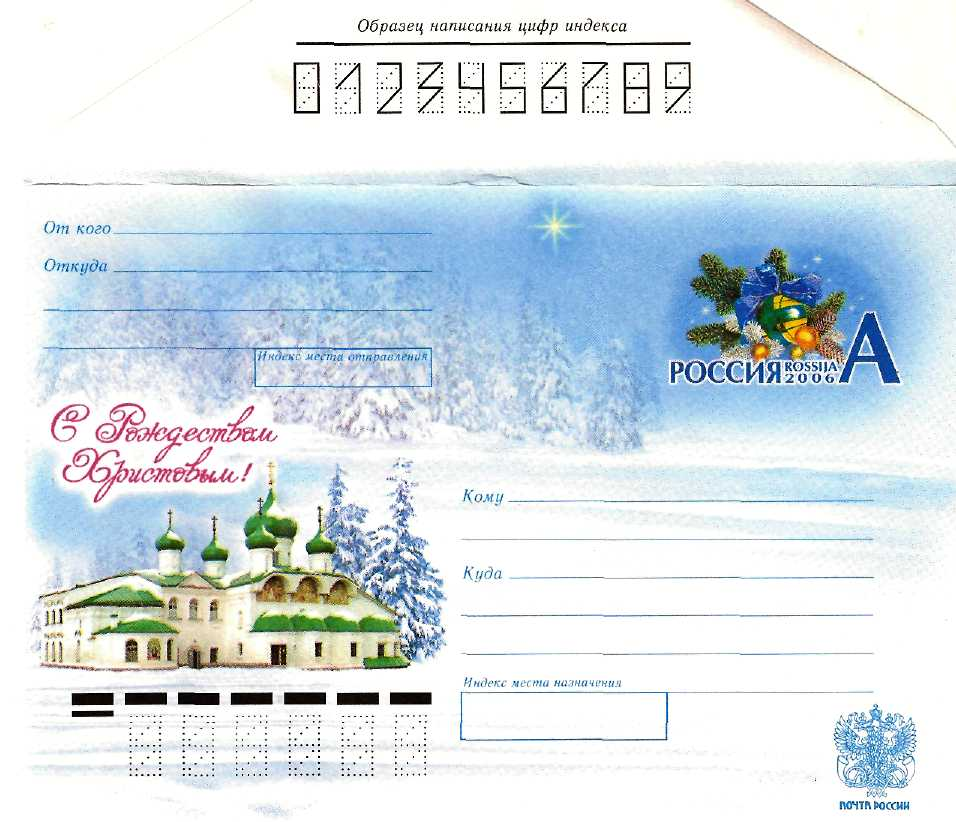 Образец написания цифр индекса
0123456789
От кого
Откуда
Индекс места отправления
РОССИЯ ROSSIJA 2006 А
С Рождеством
Христовым!
Кому
Куда
Индекс места назначения
ПОЧТА РОССИИ